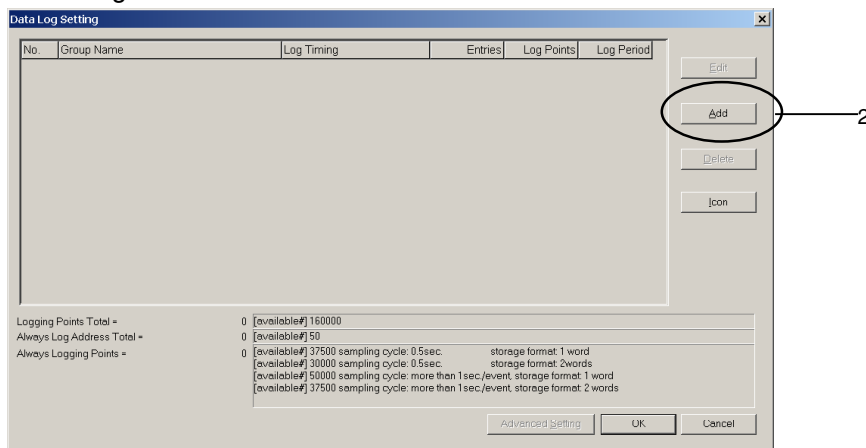 Data Log Setting
No. Group Name Log Timing Entries Log Points Log Period
Edit
Add
2
Delete
Icon
Logging Points Total = 0 [available#] 160000
Always Log Address Total = 0 [available#] 50
Always Logging Points = 0 [available#] 37500 sampling cycle: 0.5sec. storage format: 1 word
[available#] 30000 sampling cycle: 0.5sec. storage format: 2words
[available#] 50000 sampling cycle: more than 1sec./event, storage format: 1 word
[available#] 37500 sampling cycle: more than 1sec./event, storage format: 2 words
Advanced Setting OK Cancel